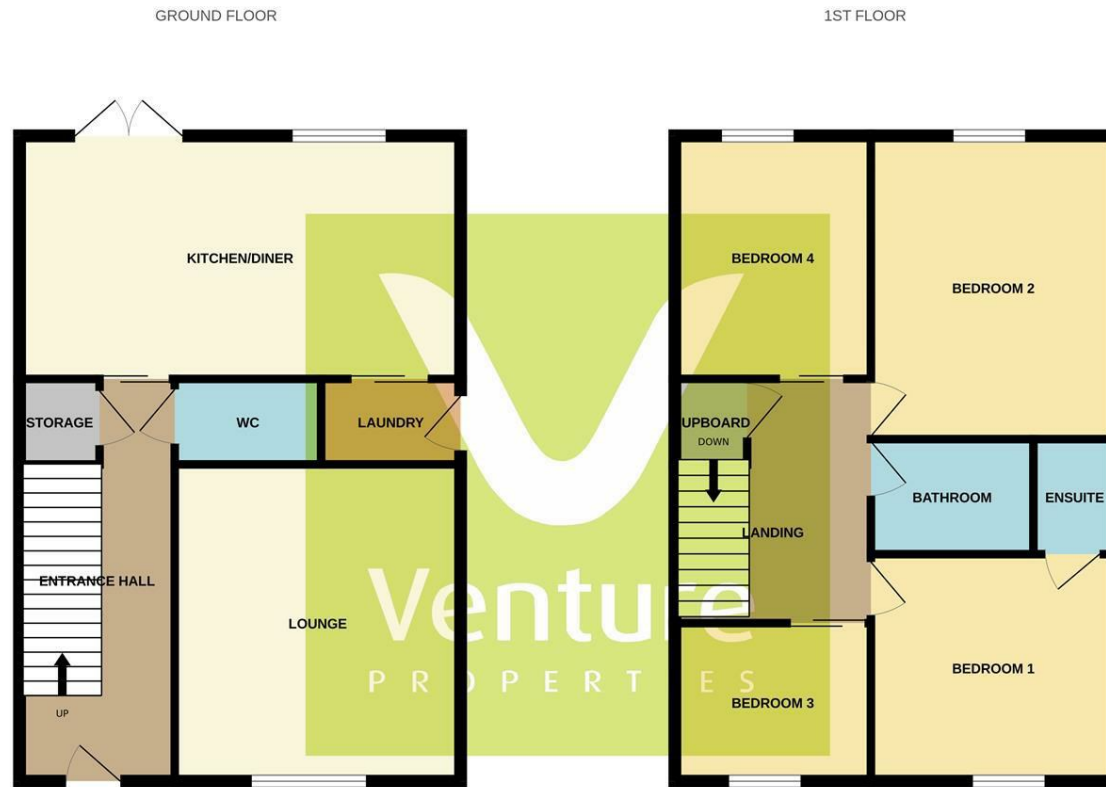 GROUND FLOOR
1ST FLOOR
KITCHEN/DINER
STORAGE
WC
LAUNDRY
ENTRANCE HALL
LOUNGE
UP
BEDROOM 4
BEDROOM 2
UPBOARD
DOWN
BATHROOM
ENSUITE
LANDING
BEDROOM 1
BEDROOM 3
Venture
PROPERTIES